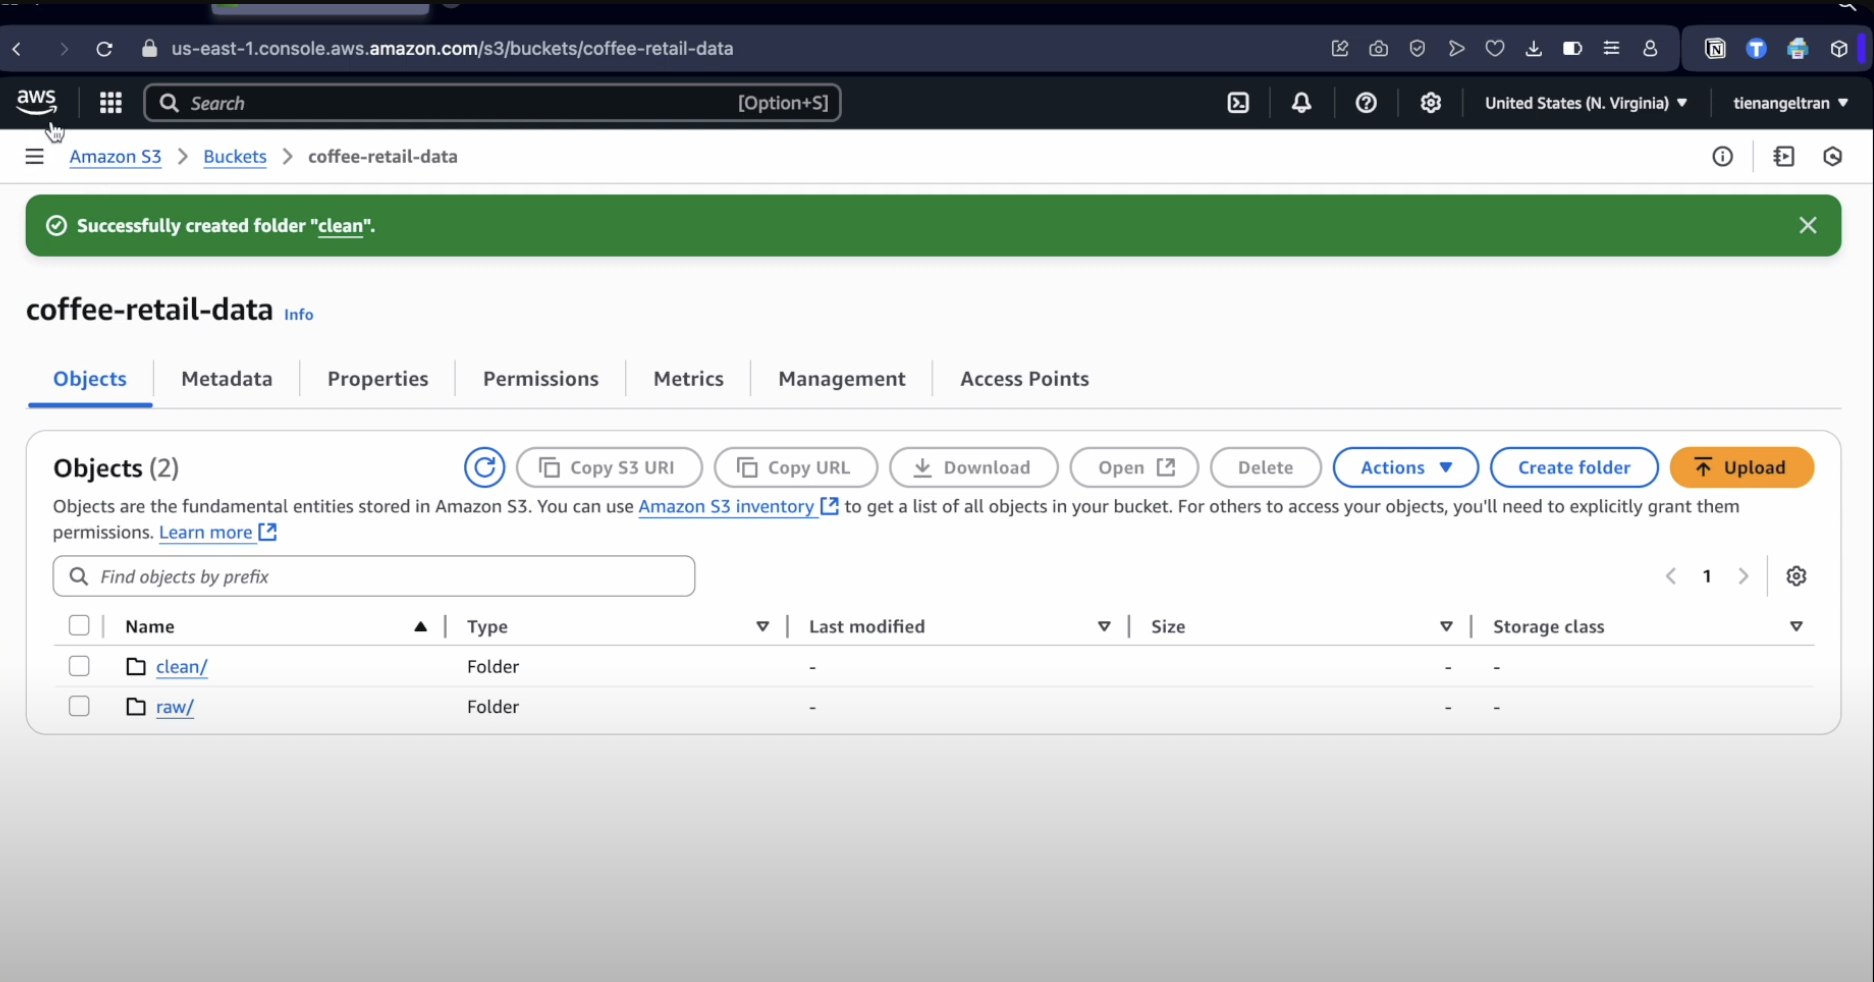 us-east-1.console.aws.amazon.com/s3/buckets/coffee-retail-data
aws
Search [Option+S]
United States (N. Virginia)
tienangeltran
Amazon S3 > Buckets > coffee-retail-data
Successfully created folder "clean".
coffee-retail-data Info
Objects Metadata Properties Permissions Metrics Management Access Points
Objects (2) Copy S3 URI Copy URL Download Open Delete Actions Create folder Upload
Objects are the fundamental entities stored in Amazon S3. You can use Amazon S3 inventory to get a list of all objects in your bucket. For others to access your objects, you'll need to explicitly grant them
permissions. Learn more
Find objects by prefix 1
Name Type Last modified Size Storage class
clean/ Folder - - -
raw/ Folder - - -